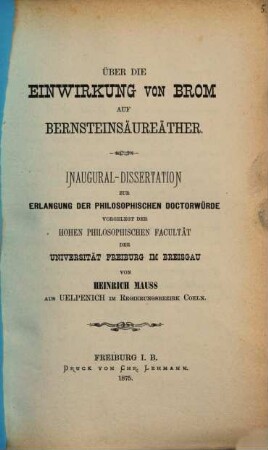 ÜBER DIE
EINWIRKUNG VON BROM
AUF
BERNSTEINSÄUREÄTHER.
INAUGURAL-DISSERTATION
ZUR
ERLANGUNG DER PHILOSOPHISCHEN DOCTORWÜRDE
VORGELEGT DER
HOHEN PHILOSOPHISCHEN FACULTÄT
DER
UNIVERSITÄT FREIBURG IM BREISGAU
VON
HEINRICH MAUSS
AUS UELPENICH IM REGIERUNGSBEZIRK COELN.
FREIBURG I. B.
DRUCK VON CHR. LEHMANN.
1875.